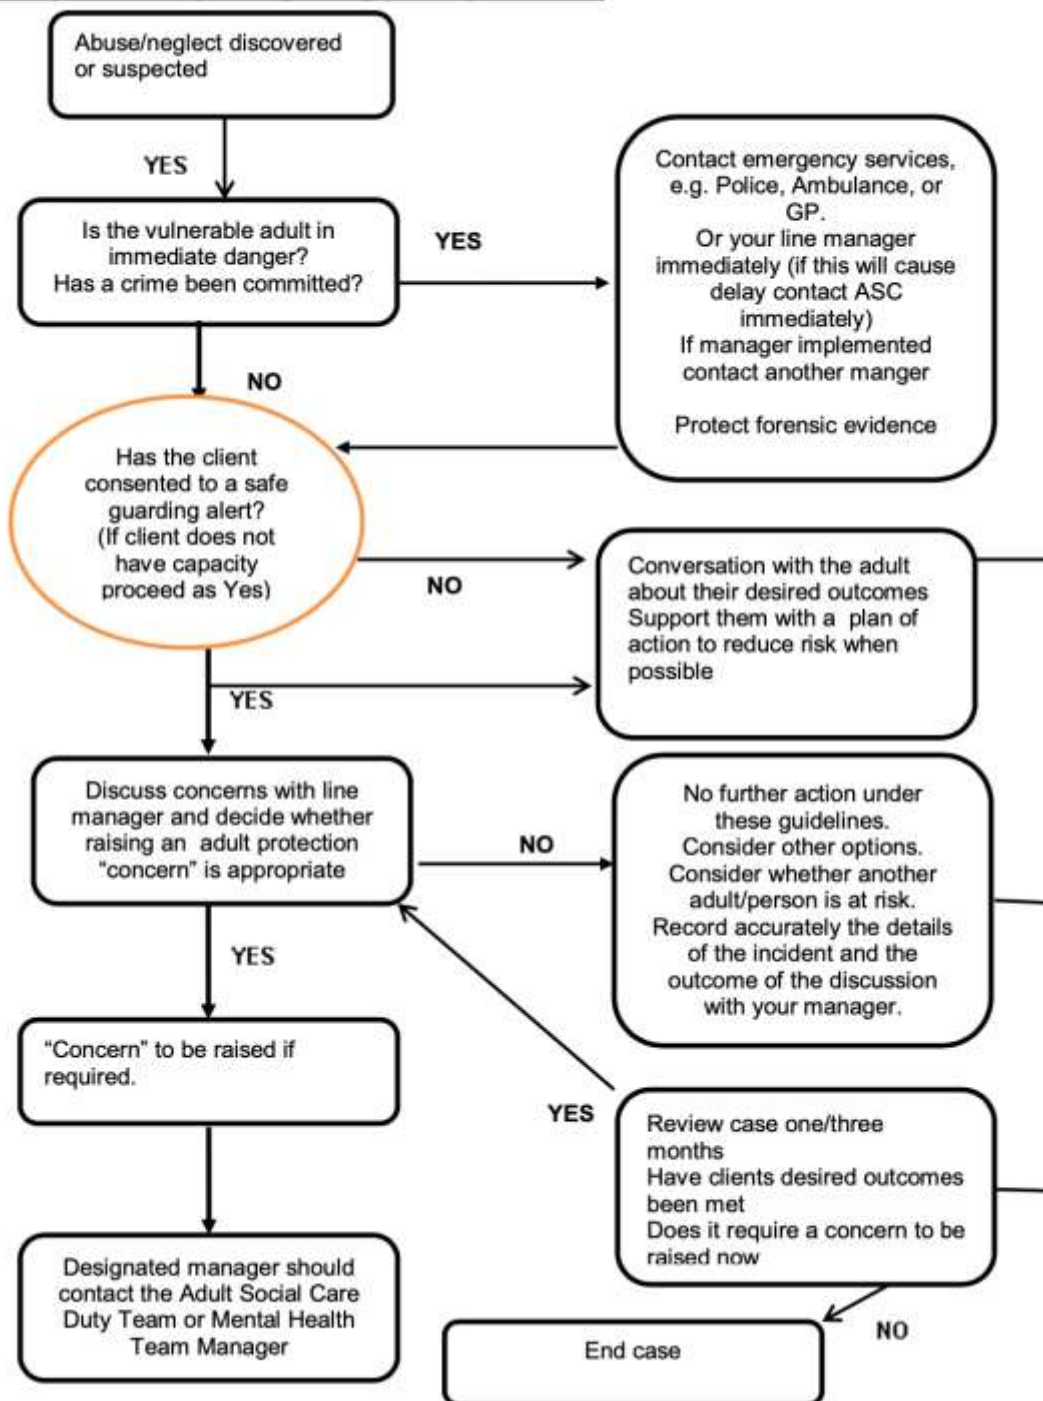 Abuse/neglect discovered
or suspected
YES
Is the vulnerable adult in
immediate danger?
Has a crime been committed?
YES
Contact emergency services,
e.g. Police, Ambulance, or
GP.
Or your line manager
immediately (if this will cause
delay contact ASC
immediately)
If manager implemented
contact another manger
Protect forensic evidence
NO
Has the client
consented to a safe
guarding alert?
(If client does not
have capacity
proceed as Yes)
NO
Conversation with the adult
about their desired outcomes
Support them with a plan of
action to reduce risk when
possible
YES
Discuss concerns with line
manager and decide whether
raising an adult protection
“concern” is appropriate
NO
No further action under
these guidelines.
Consider other options.
Consider whether another
adult/person is at risk.
Record accurately the details
of the incident and the
outcome of the discussion
with your manager.
YES
“Concern” to be raised if
required.
YES
Review case one/three
months
Have clients desired outcomes
been met
Does it require a concern to be
raised now
Designated manager should
contact the Adult Social Care
Duty Team or Mental Health
Team Manager
NO
End case